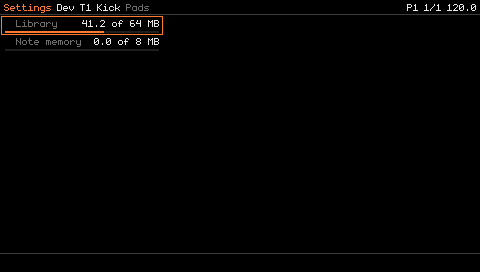 Settings Dev T1 Kick Pads P1 1/1 120.0
Library 41.2 of 64 MB
Note memory 0.0 of 8 MB